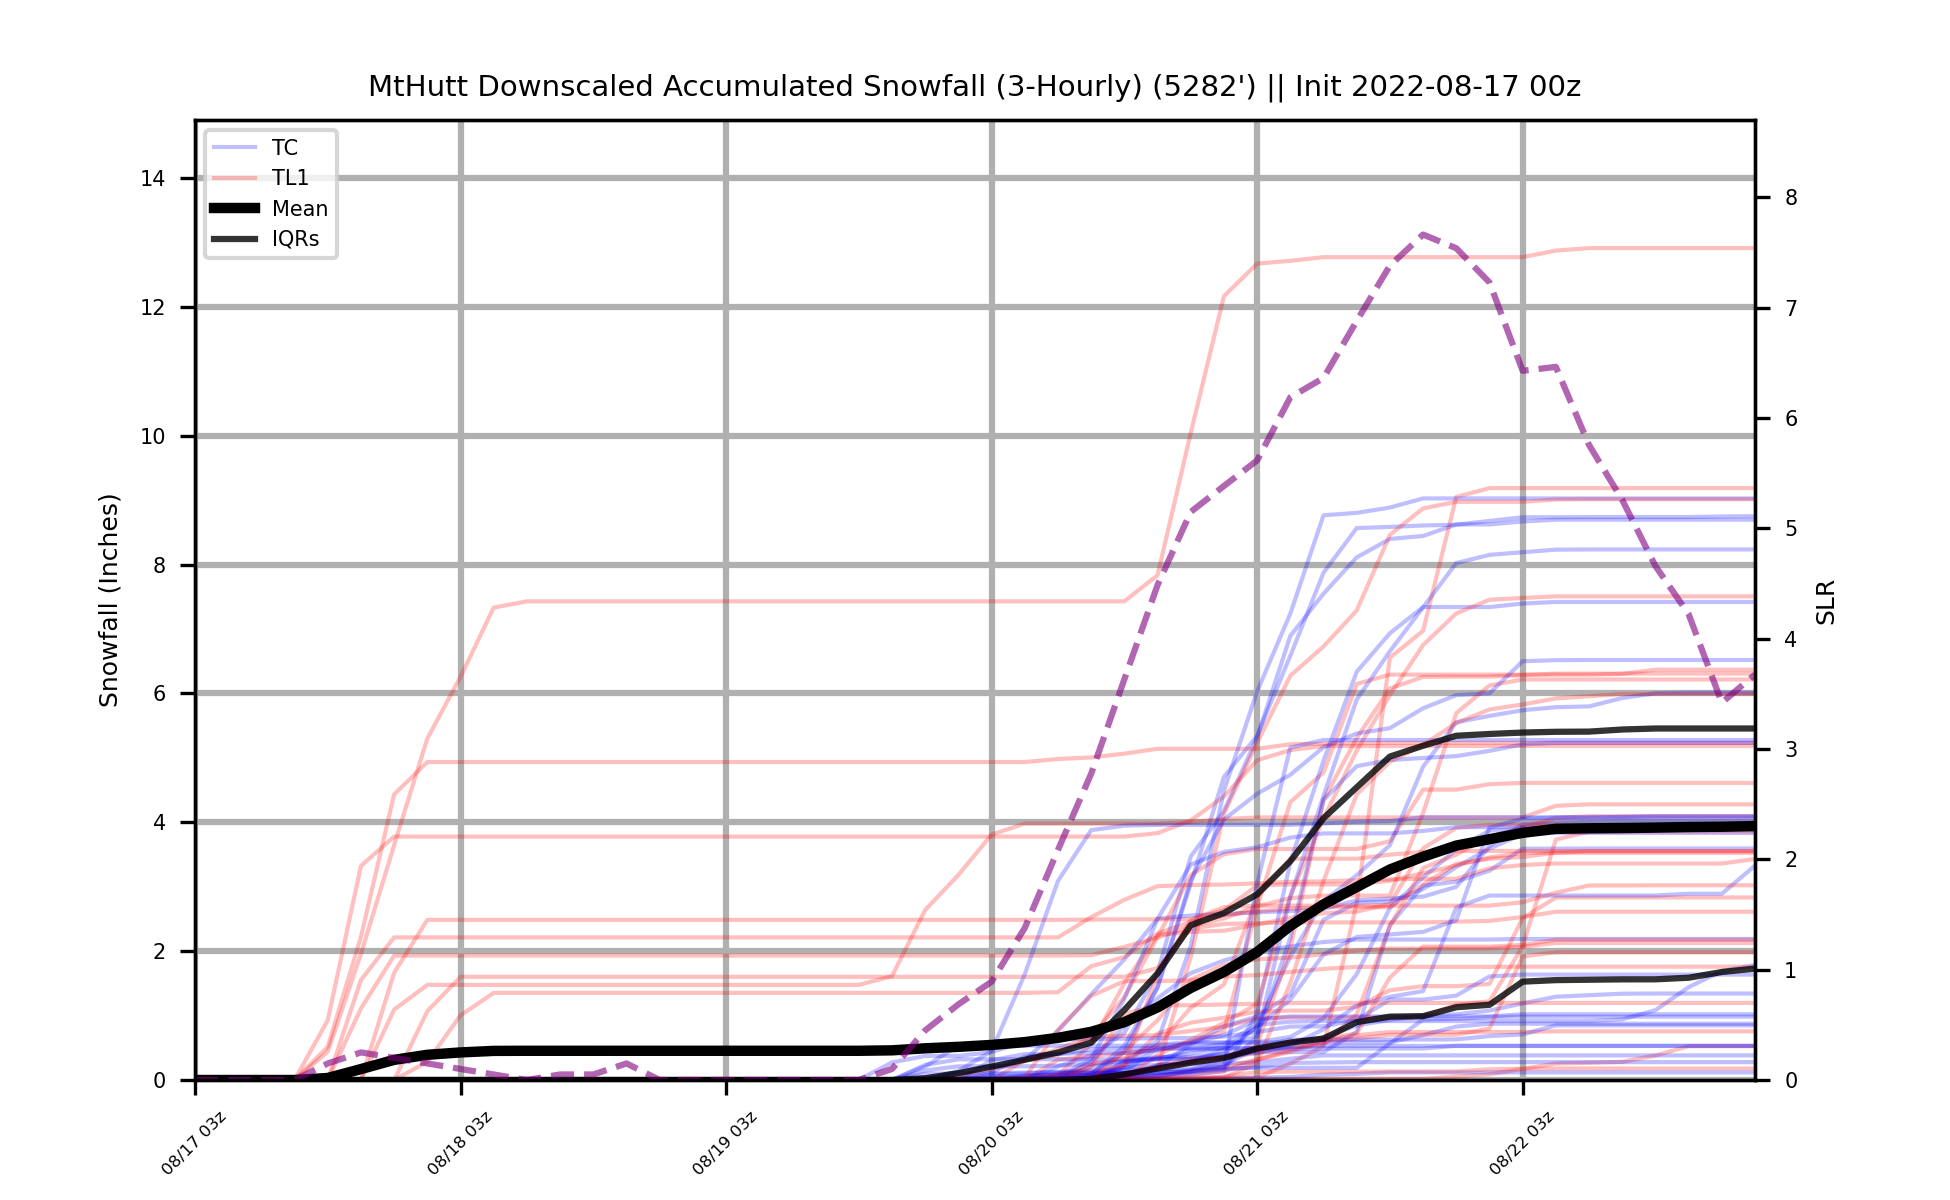 MtHutt Downscaled Accumulated Snowfall (3-Hourly) (5282') || Init 2022-08-17 00z
TC
TL1
Mean
IQRs
Snowfall (Inches)
14
12
10
8
6
4
2
0
SLR
8
7
6
5
4
3
2
1
0
08/17 03z
08/18 03z
08/19 03z
08/20 03z
08/21 03z
08/22 03z